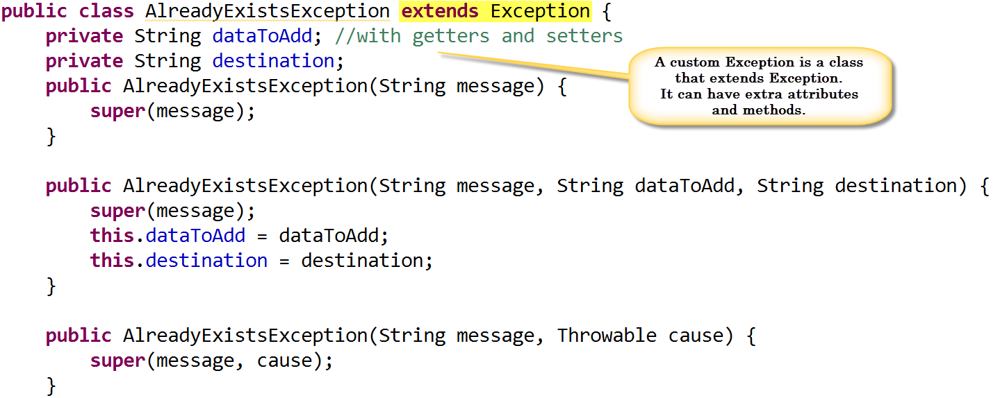 public class AlreadyExistsException extends Exception {
    private String dataToAdd; //with getters and setters
    private String destination;
    public AlreadyExistsException(String message) {
        super(message);
    }

    public AlreadyExistsException(String message, String dataToAdd, String destination) {
        super(message);
        this.dataToAdd = dataToAdd;
        this.destination = destination;
    }

    public AlreadyExistsException(String message, Throwable cause) {
        super(message, cause);
    }
A custom Exception is a class
that extends Exception.
It can have extra attributes
and methods.